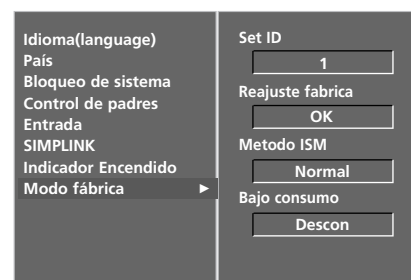 Idioma(language)
País
Bloqueo de sistema
Control de padres
Entrada
SIMPLINK
Indicador Encendido
Modo fábrica ►
Set ID
1
Reajuste fabrica
OK
Metodo ISM
Normal
Bajo consumo
Descon